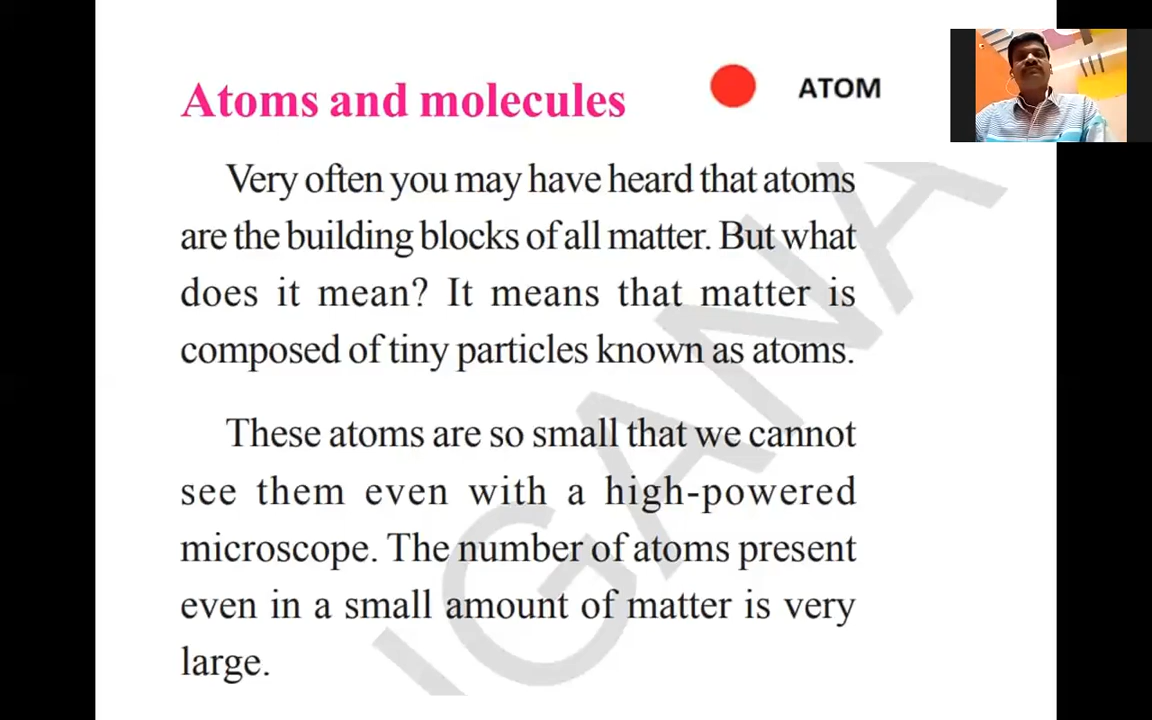 Atoms and molecules
ATOM
Very often you may have heard that atoms
are the building blocks of all matter. But what
does it mean? It means that matter is
composed of tiny particles known as atoms.
These atoms are so small that we cannot
see them even with a high-powered
microscope. The number of atoms present
even in a small amount of matter is very
large.
IGANA